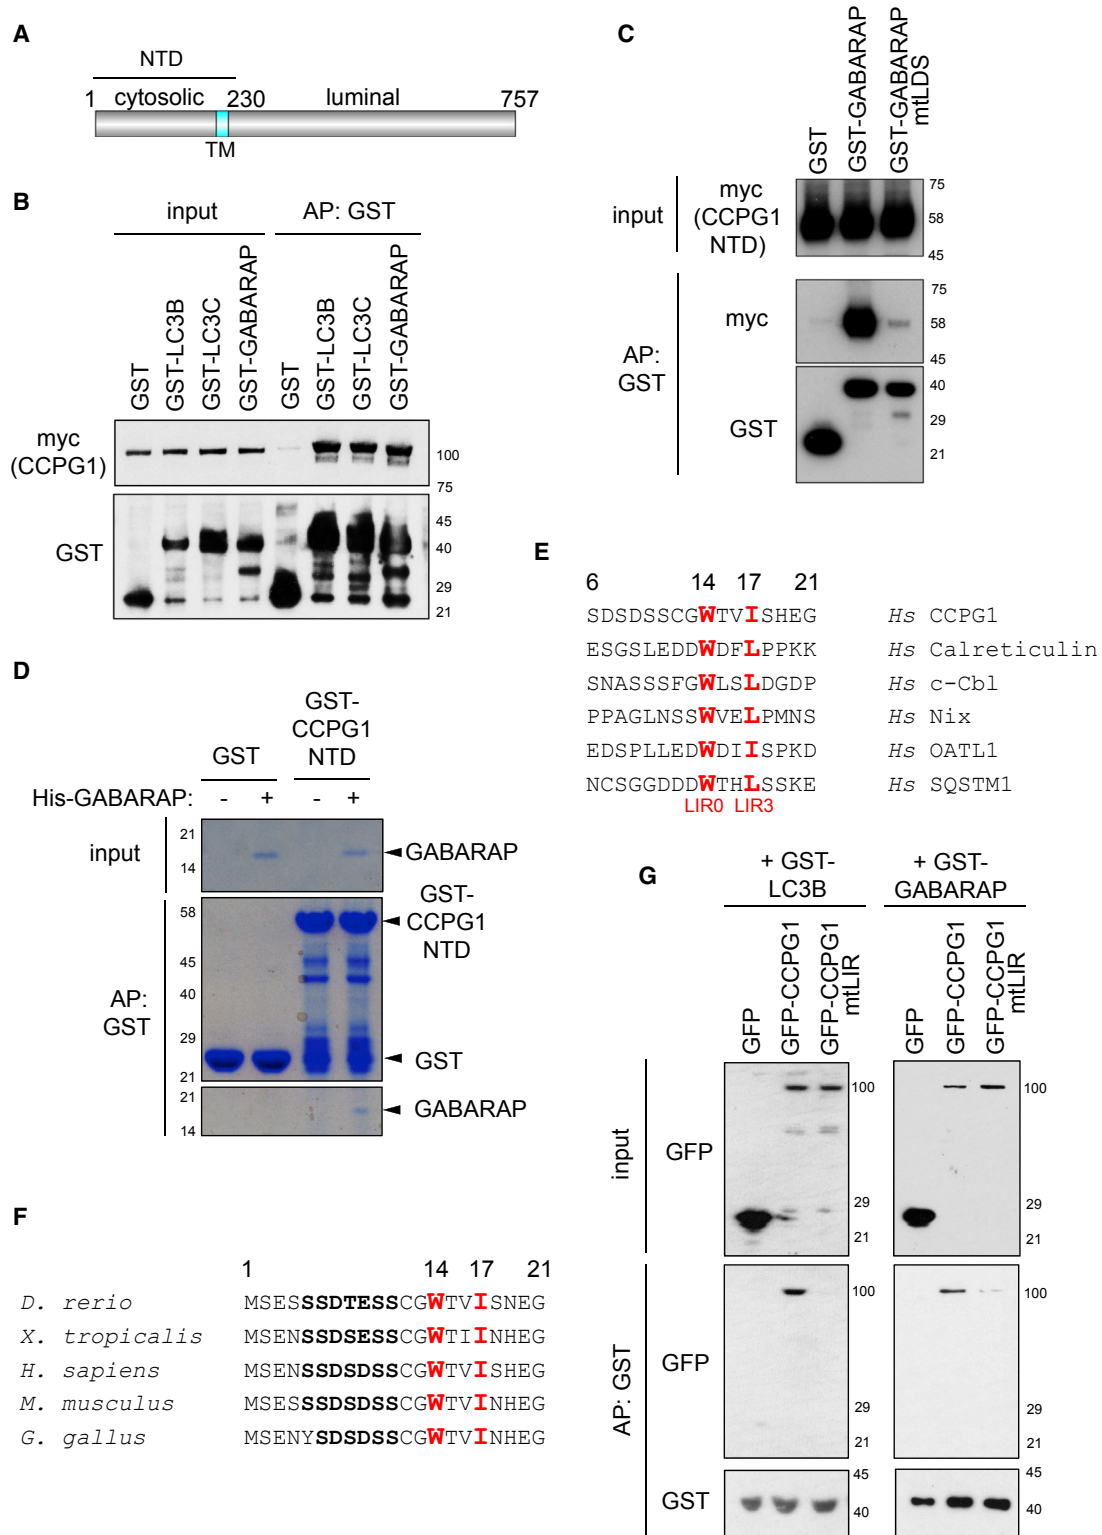 A
NTD
1 cytosolic 230 luminal 757
TM
B
input AP: GST
GST
GST-LC3B
GST-LC3C
GST-GABARAP
GST
GST-LC3B
GST-LC3C
GST-GABARAP
myc
(CCPG1)
100
75
GST
45
40
29
21
C
GST
GST-GABARAP
GST-GABARAP
mtLDS
input
myc
(CCPG1
NTD)
75
58
45
AP:
GST
myc
75
58
45
GST
40
29
21
D
GST
GST-
CCPG1
NTD
His-GABARAP: - + - +
input
21
14
GABARAP
AP:
GST
58
45
40
29
21
GST-
CCPG1
NTD
GST
21
14
GABARAP
E
6 14 17 21
SDSDSSCGWTVISHEG Hs CCPG1
ESGSLEDDWDFLPPKK Hs Calreticulin
SNASSSFGWLSLDGDP Hs c-Cbl
PPAGLNSSWVELPMNS Hs Nix
EDSPLLEDWDIISPKD Hs OATL1
NCSGGDDDWTHLSSKE Hs SQSTM1
LIR0 LIR3
F
1 14 17 21
D. rerio MSESSSDTESSCGWTVISNEG
X. tropicalis MSENSSDSESSCGWTIINHEG
H. sapiens MSENSSDSDSSCGWTVISHEG
M. musculus MSESSSDSDSSCGWTVINHEG
G. gallus MSENYSDSDSSCGWTVINHEG
G
+ GST-
LC3B
+ GST-
GABARAP
GFP
GFP-CCPG1
GFP-CCPG1
mtLIR
GFP
GFP-CCPG1
GFP-CCPG1
mtLIR
input
GFP
100
29
21
100
29
21
AP: GST
GFP
100
29
21
100
29
21
GST
45
40
45
40